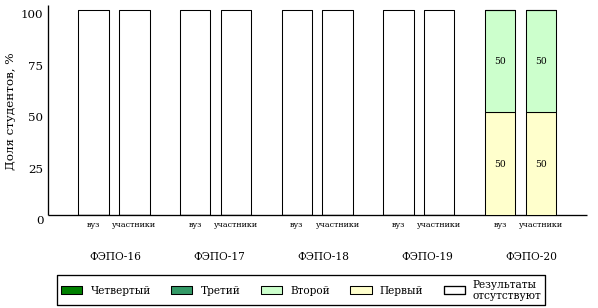 Доля студентов, %
100
75
50
25
0
50 50
50 50
вуз участники вуз участники вуз участники вуз участники вуз участники
ФЭПО-16 ФЭПО-17 ФЭПО-18 ФЭПО-19 ФЭПО-20
Четвертый Третий Второй Первый Результаты
отсутствуют